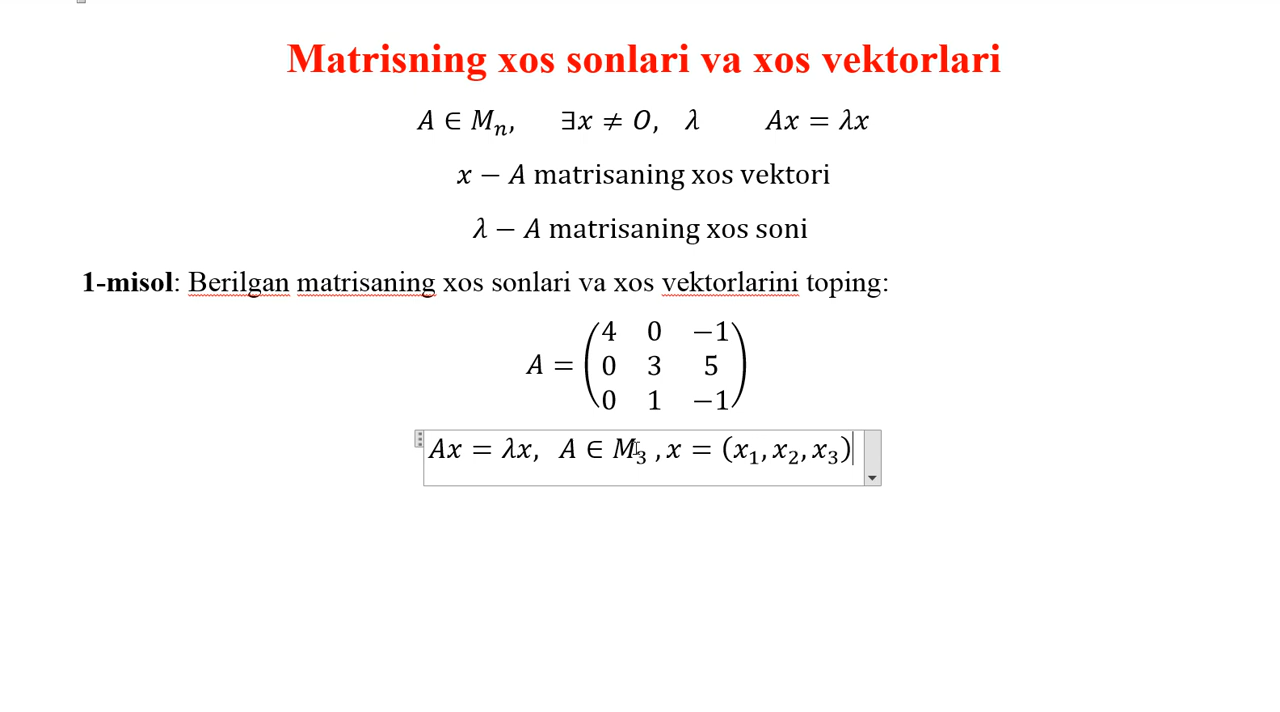 Matrisning xos sonlari va xos vektorlari
A ∈ Mₙ, ∃x ≠ O, λ Ax = λx
x − A matrisaning xos vektori
λ − A matrisaning xos soni
1-misol: Berilgan matrisaning xos sonlari va xos vektorlarini toping:
4 0 −1
A = 0 3 5
0 1 −1
Ax = λx, A ∈ M₃ , x = (x₁, x₂, x₃)